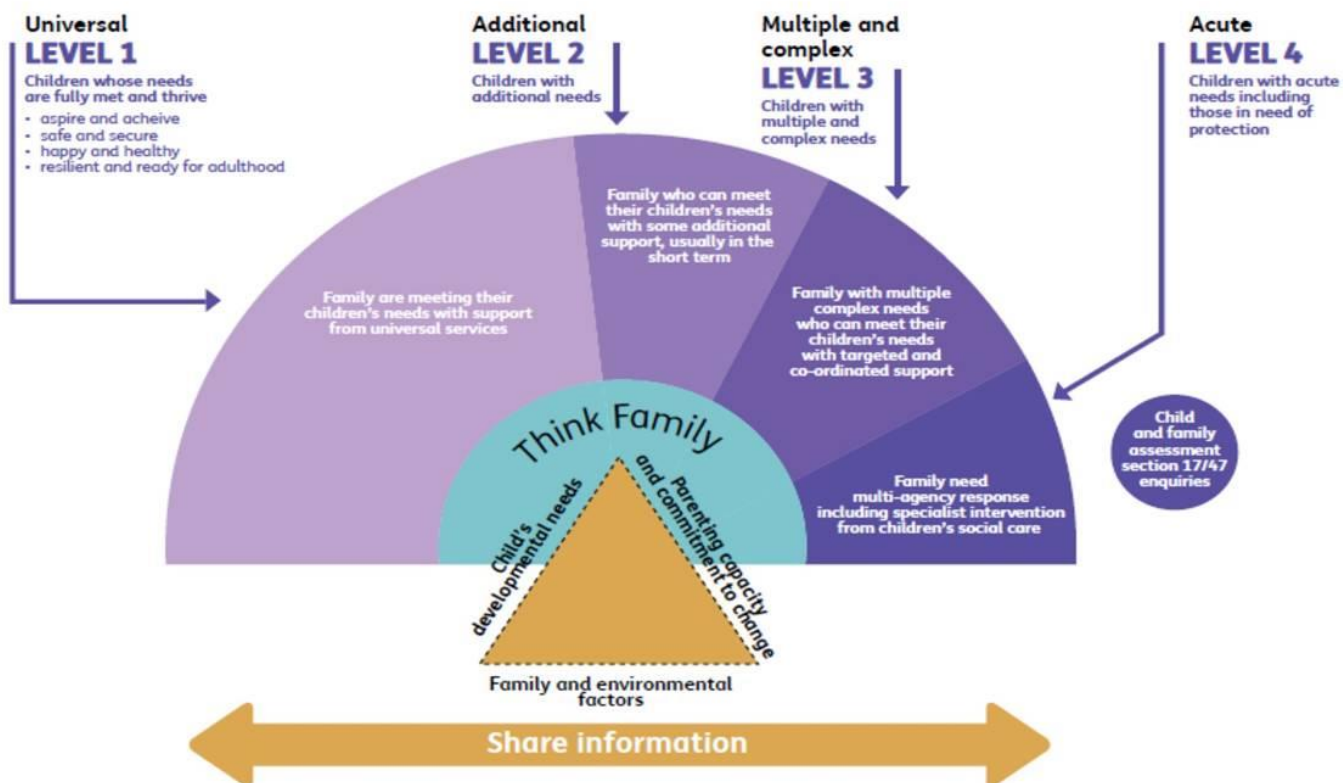 Universal
LEVEL 1
Children whose needs
are fully met and thrive
• aspire and acheive
• safe and secure
• happy and healthy
• resilient and ready for adulthood
Additional
LEVEL 2
Children with
additional needs
Multiple and
complex
LEVEL 3
Children with
multiple and
complex needs
Acute
LEVEL 4
Children with acute
needs including
those in need of
protection
Family are meeting their
children's needs with support
from universal services
Family who can meet
their children's needs
with some additional
support, usually in the
short term
Family with multiple
complex needs
who can meet their
children's needs
with targeted and
co-ordinated support
Family need
multi-agency response
including specialist intervention
from children's social care
Child
and family
assessment
section 17/47
enquiries
Think Family
Child's
developmental needs
Parenting capacity
and commitment to change
Family and environmental
factors
Share information